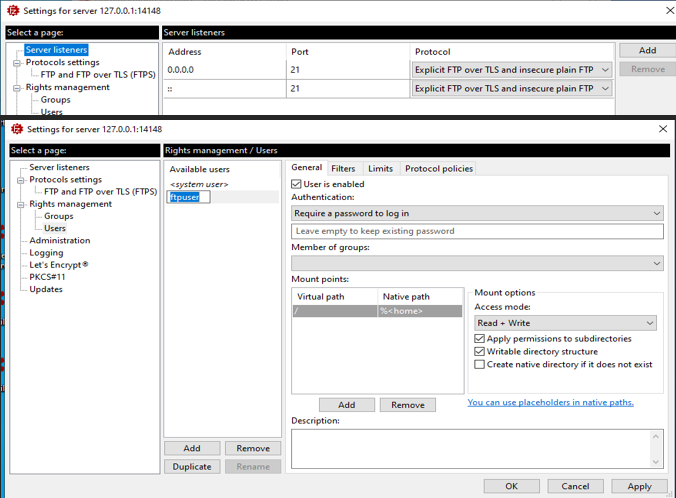 Settings for server 127.0.0.1:14148
Select a page:
Server listeners
Protocols settings
FTP and FTP over TLS (FTPS)
Rights management
Groups
Users
Server listeners
Address Port Protocol
0.0.0.0 21 Explicit FTP over TLS and insecure plain FTP
:: 21 Explicit FTP over TLS and insecure plain FTP
Add
Remove
Settings for server 127.0.0.1:14148
Select a page:
Server listeners
Protocols settings
FTP and FTP over TLS (FTPS)
Rights management
Groups
Users
Administration
Logging
Let's Encrypt®
PKCS#11
Updates
Rights management / Users
Available users
<system user>
ftpuser
Add Remove
Duplicate Rename
General Filters Limits Protocol policies
User is enabled
Authentication:
Require a password to log in
Leave empty to keep existing password
Member of groups:
Mount points:
Virtual path Native path
/ %<home>
Add Remove
Mount options
Access mode:
Read + Write
Apply permissions to subdirectories
Writable directory structure
Create native directory if it does not exist
You can use placeholders in native paths.
Description:
OK Cancel Apply